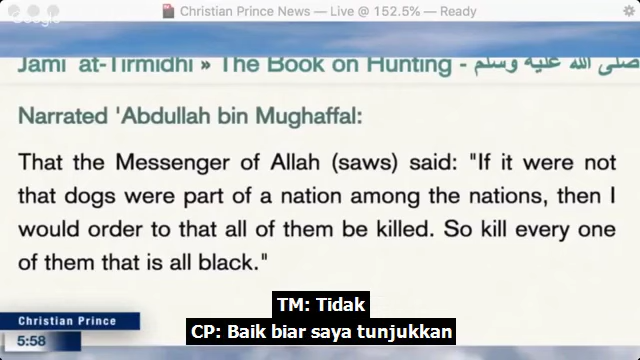 Christian Prince News — Live @ 152.5% — Ready
Google
Jami` at-Tirmidhi » The Book on Hunting - صلى الله عليه وسلم
Narrated 'Abdullah bin Mughaffal:
That the Messenger of Allah (saws) said: "If it were not
that dogs were part of a nation among the nations, then I
would order to that all of them be killed. So kill every one
of them that is all black."
TM: Tidak
Christian Prince
CP: Baik biar saya tunjukkan
5:58